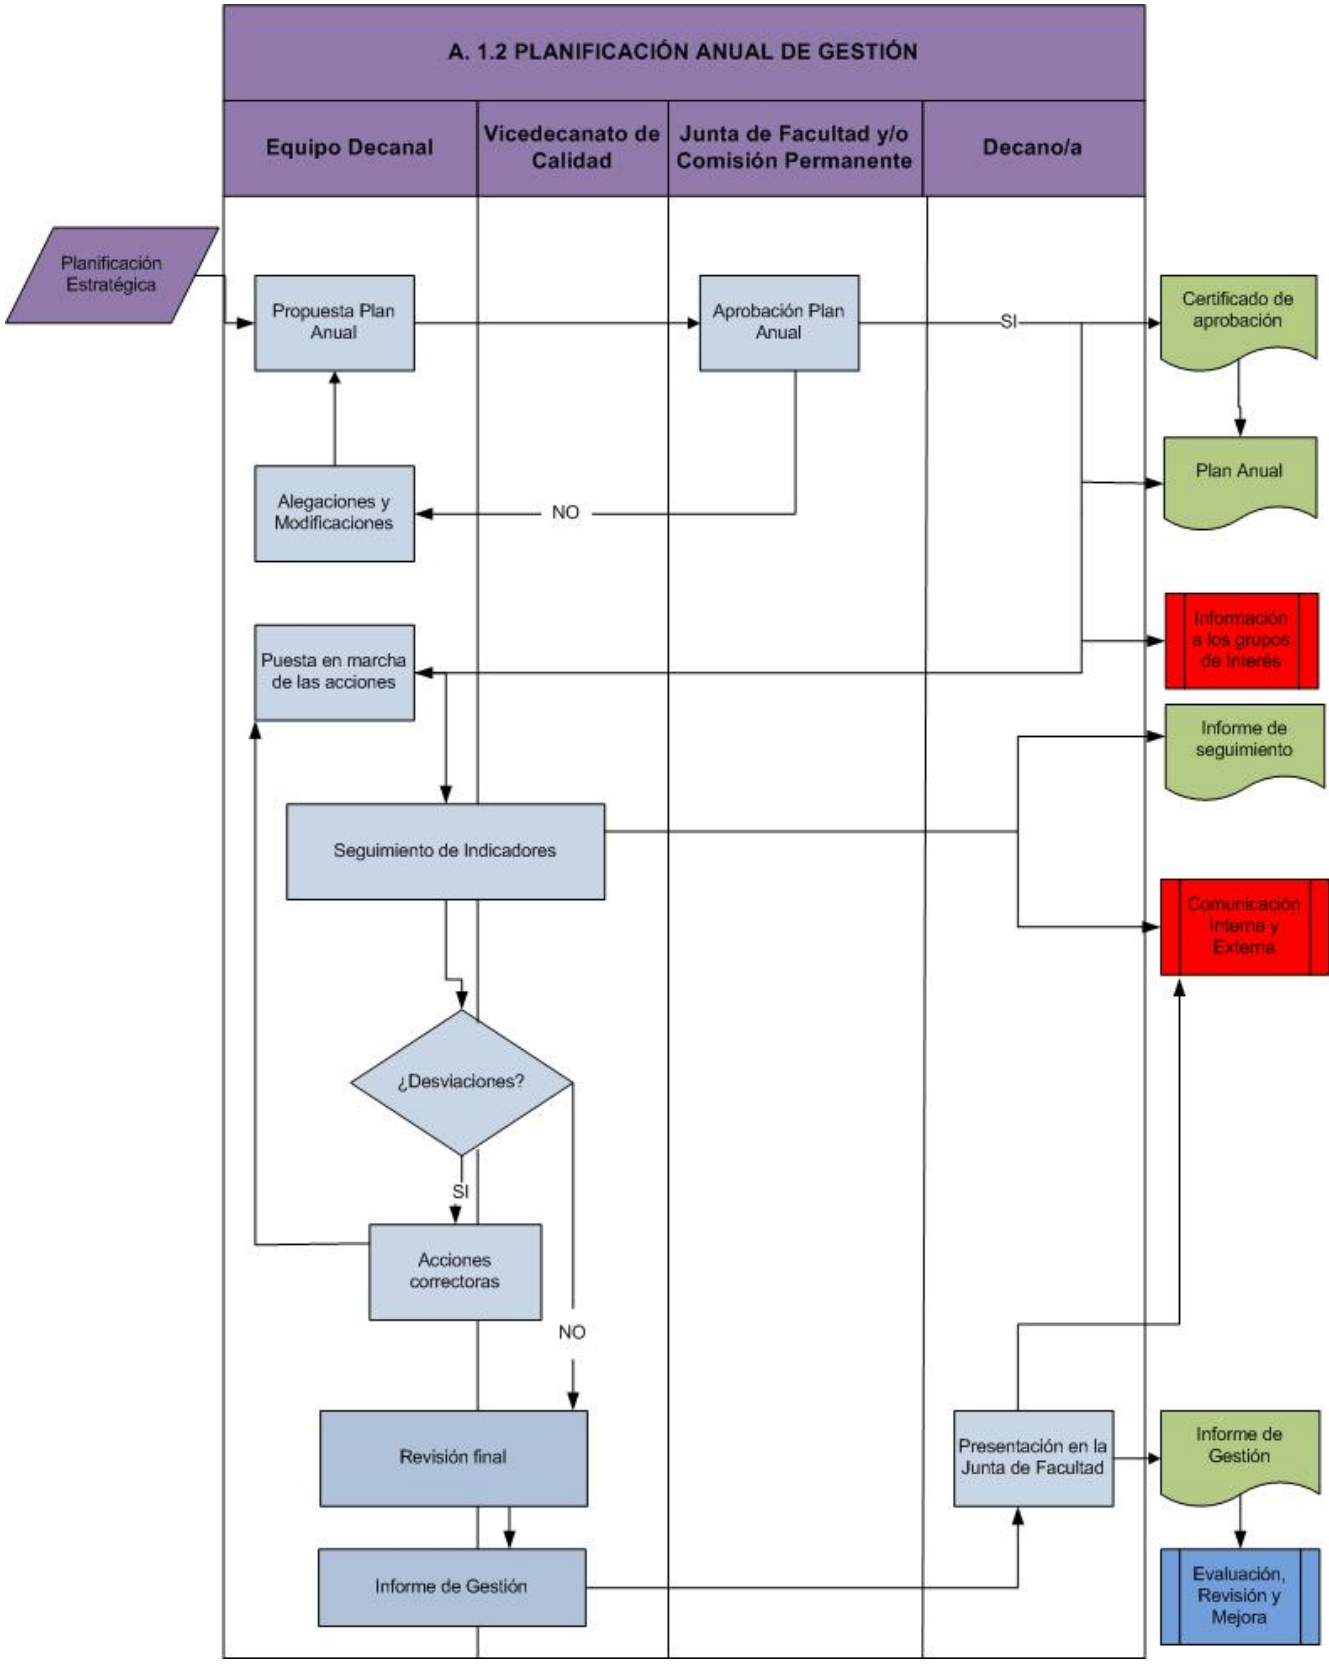 A. 1.2 PLANIFICACIÓN ANUAL DE GESTIÓN
Equipo Decanal
Vicedecanato de
Calidad
Junta de Facultad y/o
Comisión Permanente
Decano/a
Planificación
Estratégica
Propuesta Plan
Anual
Aprobación Plan
Anual
SI
Certificado de
aprobación
Plan Anual
Alegaciones y
Modificaciones
NO
Información
a los grupos
de Interés
Puesta en marcha
de las acciones
Informe de
seguimiento
Seguimiento de Indicadores
Comunicación
Interna y
Externa
¿Desviaciones?
SI
Acciones
correctoras
NO
Revisión final
Presentación en la
Junta de Facultad
Informe de
Gestión
Informe de Gestión
Evaluación,
Revisión y
Mejora